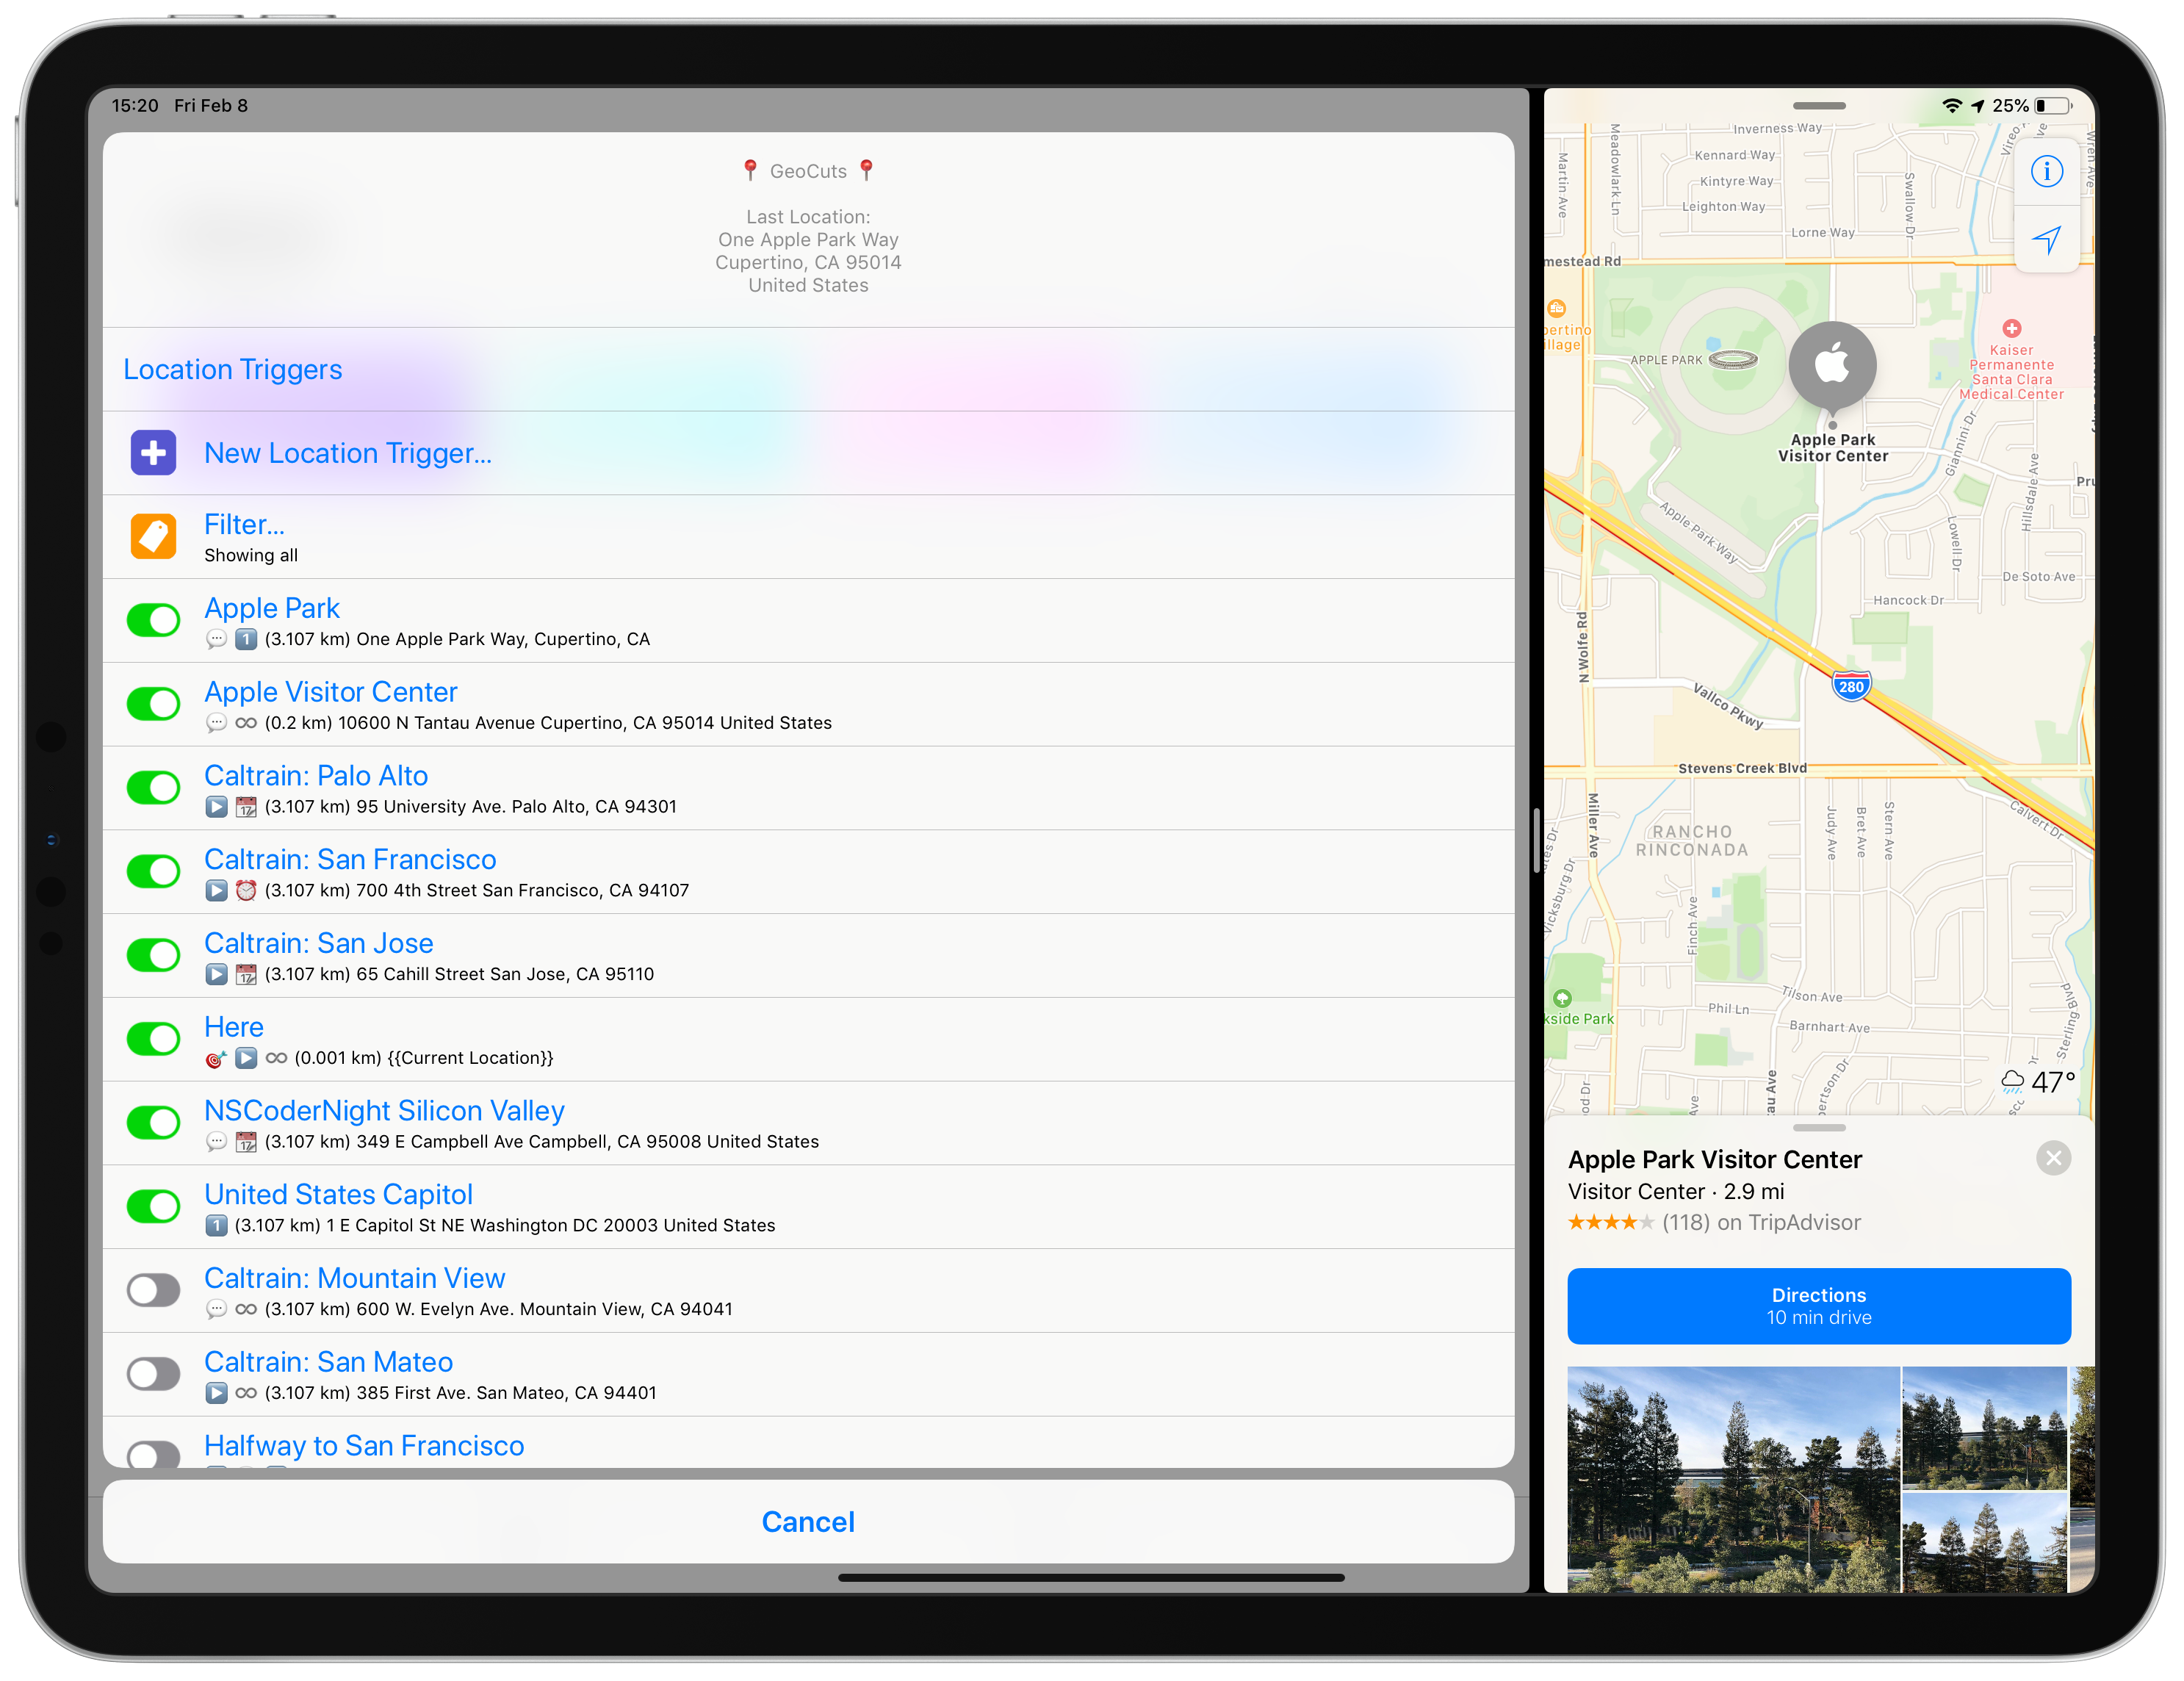 15:20 Fri Feb 8
25%
📍 GeoCuts 📍
Last Location:
One Apple Park Way
Cupertino, CA 95014
United States
Location Triggers
New Location Trigger...
Filter...
Showing all
Apple Park
💬 1️⃣ (3.107 km) One Apple Park Way, Cupertino, CA
Apple Visitor Center
💬 ♾ (0.2 km) 10600 N Tantau Avenue Cupertino, CA 95014 United States
Caltrain: Palo Alto
▶️ 📆 (3.107 km) 95 University Ave. Palo Alto, CA 94301
Caltrain: San Francisco
▶️ ⏰ (3.107 km) 700 4th Street San Francisco, CA 94107
Caltrain: San Jose
▶️ 📆 (3.107 km) 65 Cahill Street San Jose, CA 95110
Here
🎯 ▶️ ♾ (0.001 km) {{Current Location}}
NSCoderNight Silicon Valley
💬 📆 (3.107 km) 349 E Campbell Ave Campbell, CA 95008 United States
United States Capitol
1️⃣ (3.107 km) 1 E Capitol St NE Washington DC 20003 United States
Caltrain: Mountain View
💬 ♾ (3.107 km) 600 W. Evelyn Ave. Mountain View, CA 94041
Caltrain: San Mateo
▶️ ♾ (3.107 km) 385 First Ave. San Mateo, CA 94401
Halfway to San Francisco
Cancel
Inverness Way
Martin Ave
Meadowlark Ln
Kennard Way
Kintyre Way
Leighton Way
Swallow Dr
Lorne Way
Wren Ave
mestead Rd
pertino
illage
APPLE PARK
Apple Park
Visitor Center
Kaiser
Permanente
Santa Clara
Medical Center
Giannini Dr
Hillsdale Ave
Pru
Apple Park Way
Lowell Dr
De Soto Ave
Hancock Dr
N Wolfe Rd
280
Vallco Pkwy
Stevens Creek Blvd
Miller Ave
Calvert Dr
Judy Ave
Bret Ave
Stern Ave
RANCHO
RINCONADA
Vicksburg Dr
Finch Ave
Tilson Ave
Phil Ln
Barnhart Ave
Sterling Blvd
kside Park
47°
Apple Park Visitor Center
Visitor Center · 2.9 mi
★★★★★ (118) on TripAdvisor
Directions
10 min drive